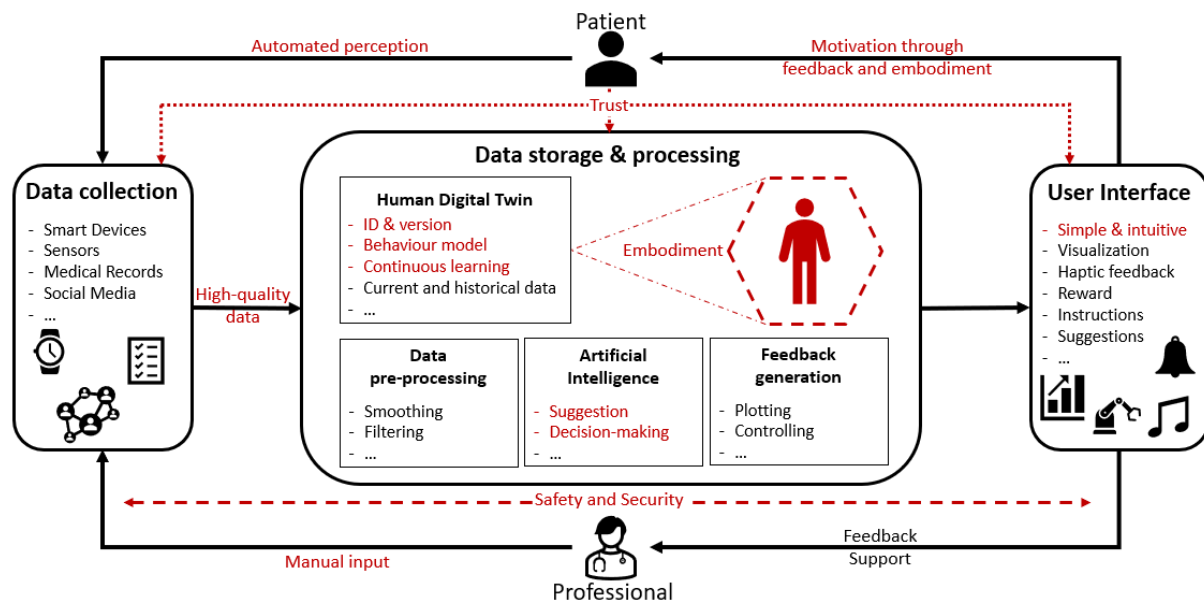 Patient
Automated perception
Motivation through
feedback and embodiment
Trust
Data collection
- Smart Devices
- Sensors
- Medical Records
- Social Media
- ...
High-quality
data
Data storage & processing
Human Digital Twin
- ID & version
- Behaviour model
- Continuous learning
- Current and historical data
- ...
Embodiment
Data
pre-processing
- Smoothing
- Filtering
- ...
Artificial
Intelligence
- Suggestion
- Decision-making
- ...
Feedback
generation
- Plotting
- Controlling
- ...
User Interface
- Simple & intuitive
- Visualization
- Haptic feedback
- Reward
- Instructions
- Suggestions
- ...
Safety and Security
Manual input
Feedback
Support
Professional